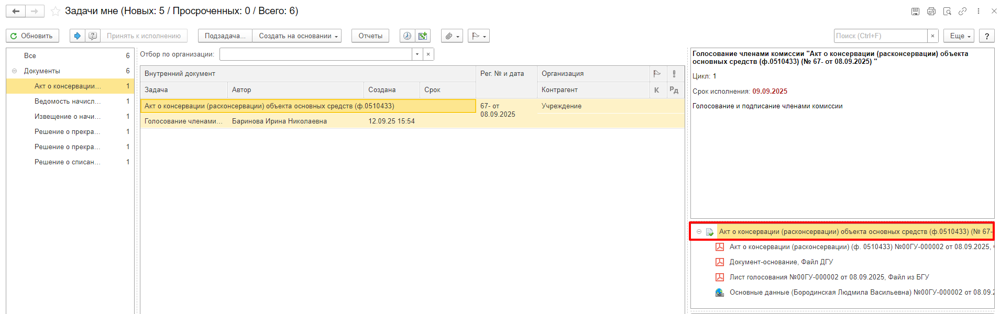 Задачи мне (Новых: 5 / Просроченных: 0 / Всего: 6)
Обновить
?
Принять к исполнению
Подзадача...
Создать на основании
Отчеты
Поиск (Ctrl+F)
×
Еще
?
Все 6
Документы 6
Акт о консервации... 1
Ведомость начисл... 1
Извещение о начи... 1
Решение о прекра... 1
Решение о прекра... 1
Решение о списан... 1
Отбор по организации:
×
Внутренний документ
Рег. № и дата
Организация
Задача
Автор
Создана
Срок
Контрагент
К
Рд
Акт о консервации (расконсервации) объекта основных средств (ф.0510433)
67- от
08.09.2025
Учреждение
Голосование членами...
Баринова Ирина Николаевна
12.09.25 15:54
Голосование членами комиссии "Акт о консервации (расконсервации) объекта
основных средств (ф.0510433) (№ 67- от 08.09.2025) "
Цикл: 1
Срок исполнения: 09.09.2025
Голосование и подписание членами комиссии
Акт о консервации (расконсервации) объекта основных средств (ф.0510433) (№ 67-
Акт о консервации (расконсервации) (ф. 0510433) №00ГУ-000002 от 08.09.2025,
Документ-основание, Файл ДГУ
Лист голосования №00ГУ-000002 от 08.09.2025, Файл из БГУ
Основные данные (Бородинская Людмила Васильевна) №00ГУ-000002 от 08.09.2